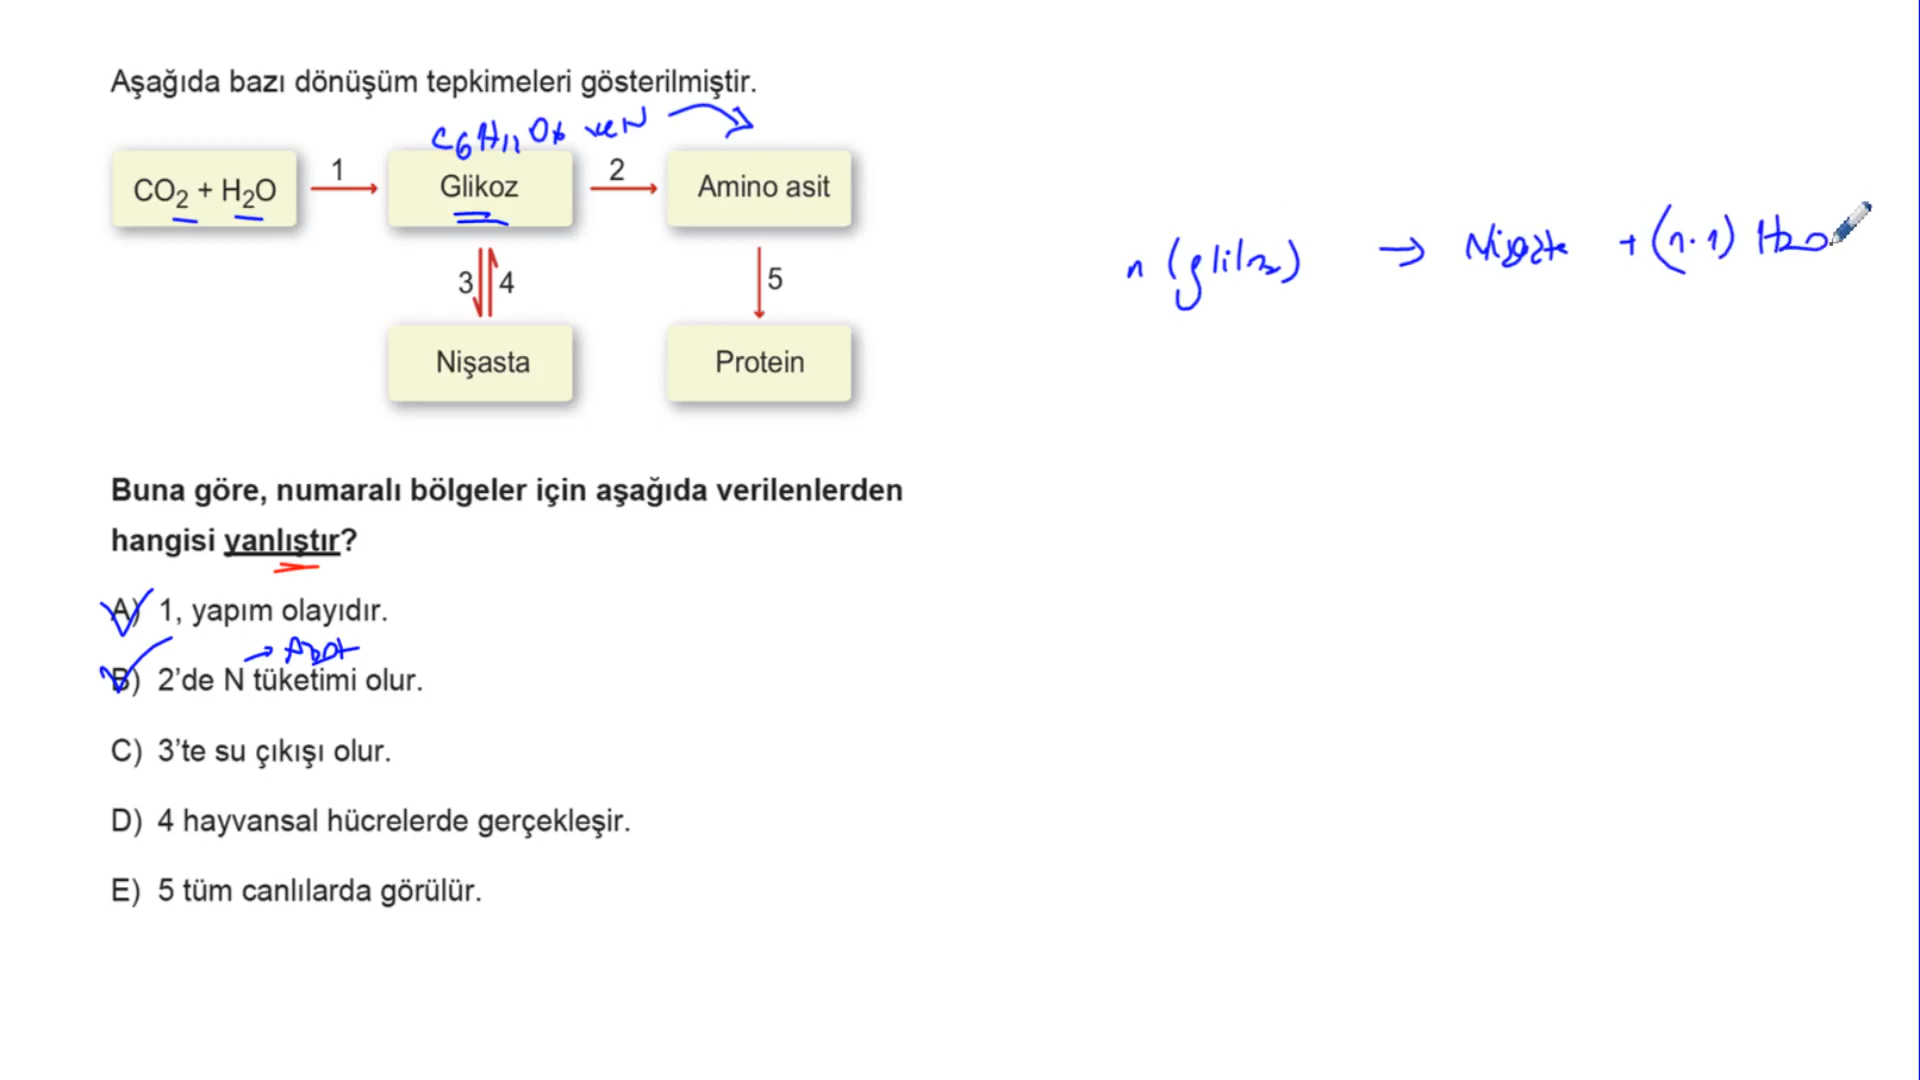 Aşağıda bazı dönüşüm tepkimeleri gösterilmiştir.
C6H12O6 ve N
CO2 + H2O
1
Glikoz
2
Amino asit
n (glikoz) → Nişasta + (n-1) H2O
3
4
5
Nişasta
Protein
Buna göre, numaralı bölgeler için aşağıda verilenlerden
hangisi yanlıştır?
A) 1, yapım olayıdır.
→ Azot
B) 2’de N tüketimi olur.
C) 3’te su çıkışı olur.
D) 4 hayvansal hücrelerde gerçekleşir.
E) 5 tüm canlılarda görülür.